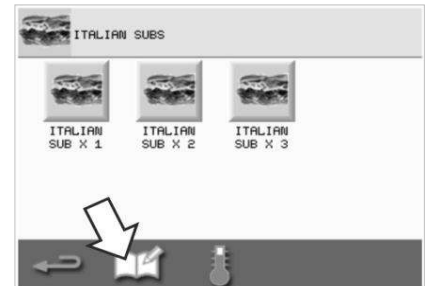 ITALIAN SUBS
ITALIAN SUB X 1
ITALIAN SUB X 2
ITALIAN SUB X 3